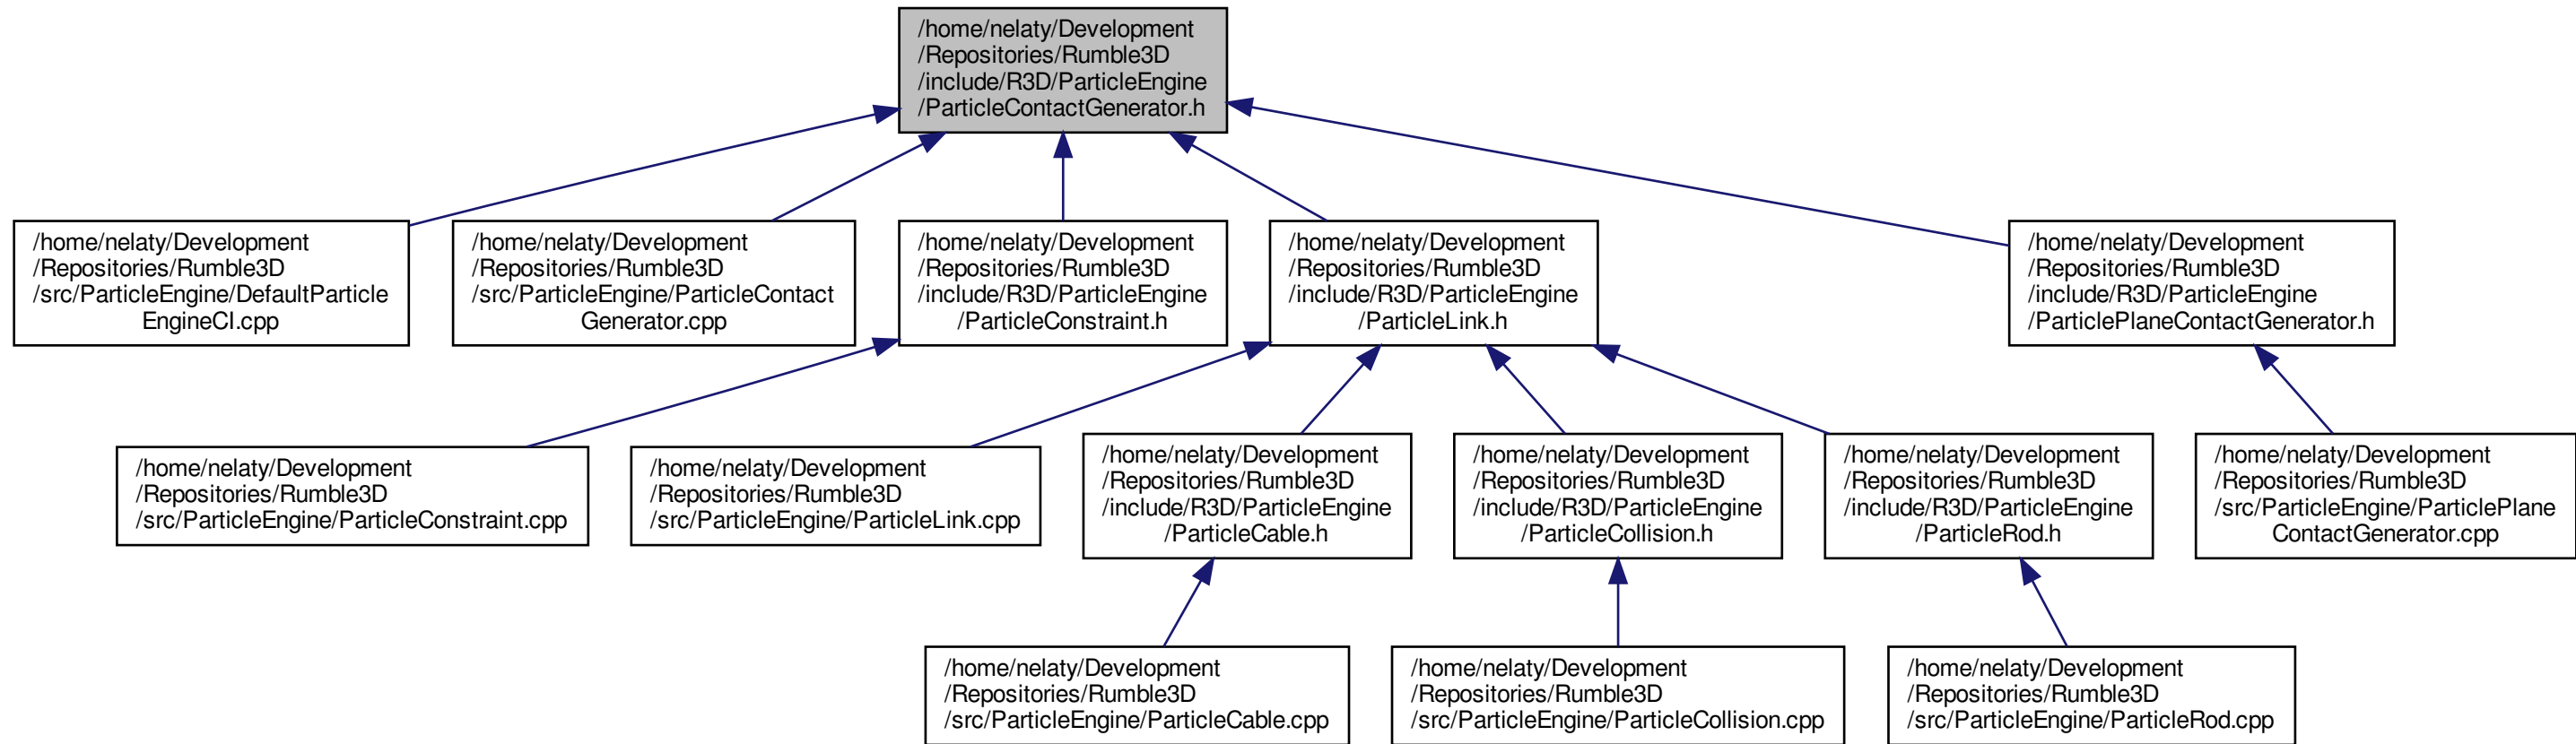 /home/nelaty/Development
/Repositories/Rumble3D
/include/R3D/ParticleEngine
/ParticleContactGenerator.h
/home/nelaty/Development
/Repositories/Rumble3D
/src/ParticleEngine/DefaultParticle
EngineCI.cpp
/home/nelaty/Development
/Repositories/Rumble3D
/src/ParticleEngine/ParticleContact
Generator.cpp
/home/nelaty/Development
/Repositories/Rumble3D
/include/R3D/ParticleEngine
/ParticleConstraint.h
/home/nelaty/Development
/Repositories/Rumble3D
/include/R3D/ParticleEngine
/ParticleLink.h
/home/nelaty/Development
/Repositories/Rumble3D
/include/R3D/ParticleEngine
/ParticlePlaneContactGenerator.h
/home/nelaty/Development
/Repositories/Rumble3D
/src/ParticleEngine/ParticleConstraint.cpp
/home/nelaty/Development
/Repositories/Rumble3D
/src/ParticleEngine/ParticleLink.cpp
/home/nelaty/Development
/Repositories/Rumble3D
/include/R3D/ParticleEngine
/ParticleCable.h
/home/nelaty/Development
/Repositories/Rumble3D
/include/R3D/ParticleEngine
/ParticleCollision.h
/home/nelaty/Development
/Repositories/Rumble3D
/include/R3D/ParticleEngine
/ParticleRod.h
/home/nelaty/Development
/Repositories/Rumble3D
/src/ParticleEngine/ParticlePlane
ContactGenerator.cpp
/home/nelaty/Development
/Repositories/Rumble3D
/src/ParticleEngine/ParticleCable.cpp
/home/nelaty/Development
/Repositories/Rumble3D
/src/ParticleEngine/ParticleCollision.cpp
/home/nelaty/Development
/Repositories/Rumble3D
/src/ParticleEngine/ParticleRod.cpp